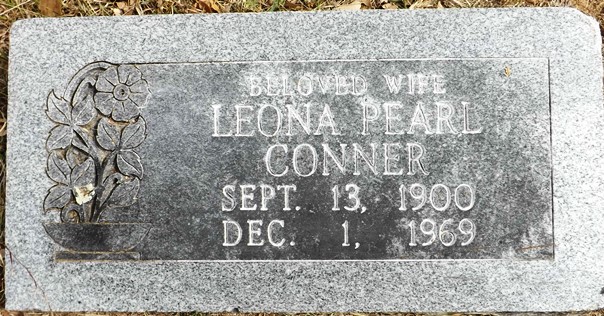 BELOVED WIFE
LEONA PEARL
CONNER
SEPT. 13, 1900
DEC. 1, 1969